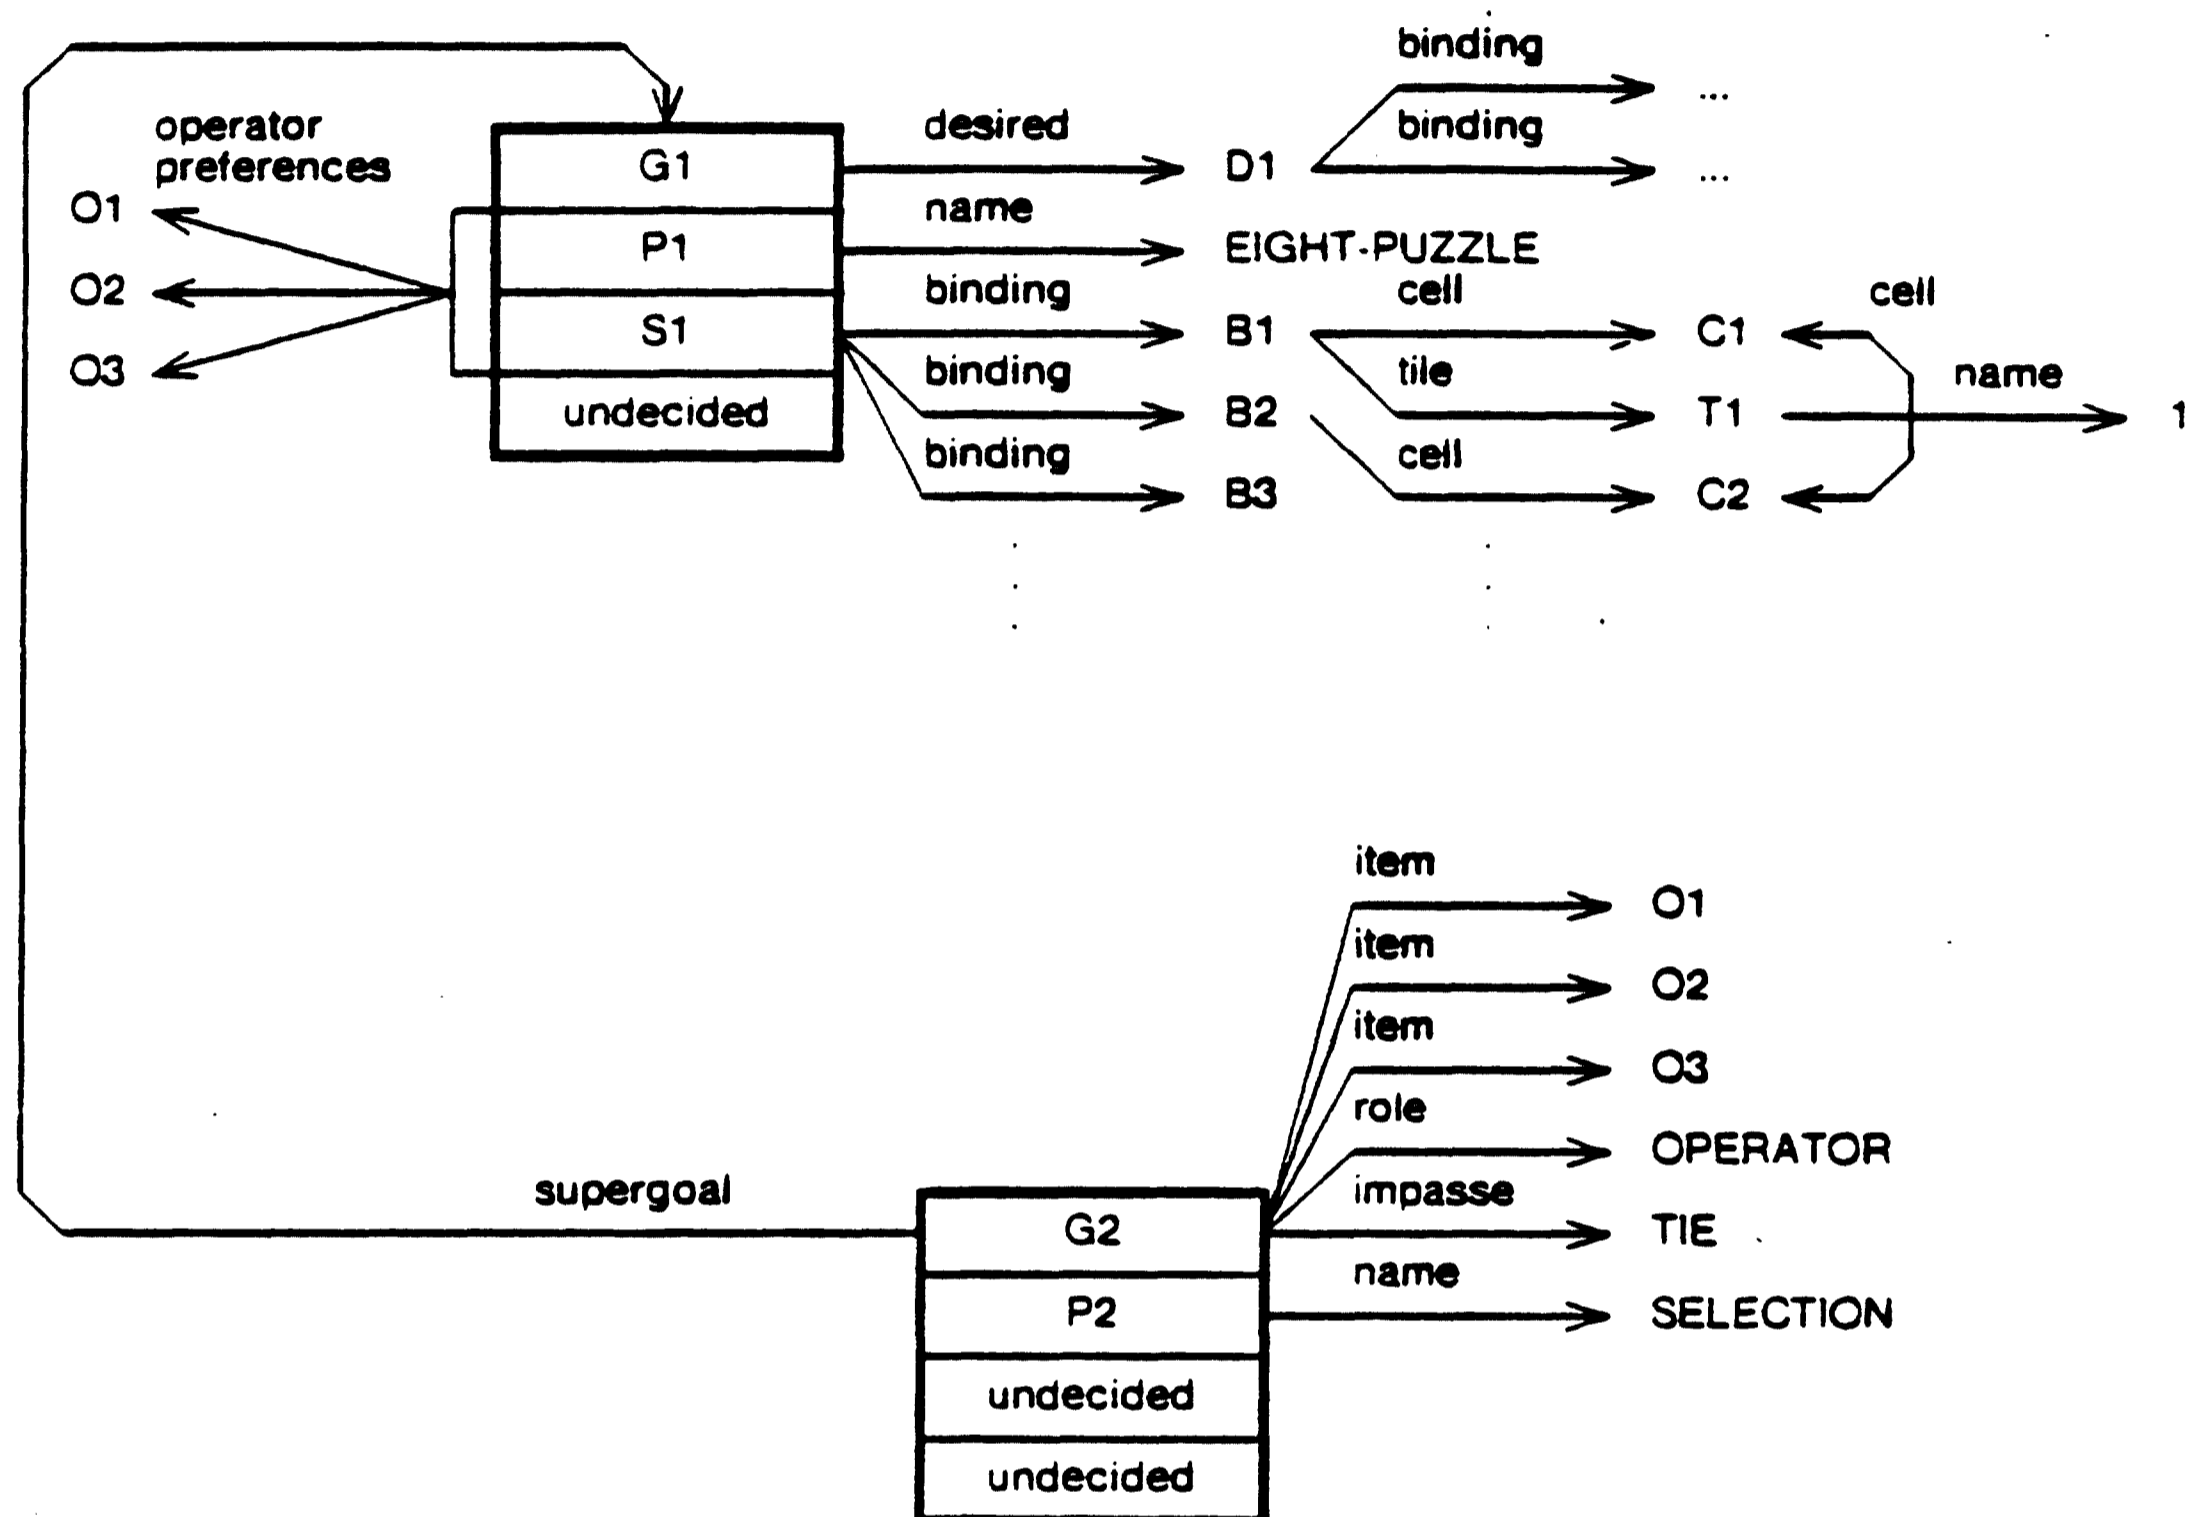 binding
...
operator
desired
binding
preferences
G1
D1
...
O1
name
P1
EIGHT-PUZZLE
O2
binding
cell
cell
S1
B1
C1
O3
binding
tile
name
undecided
B2
T1
1
binding
cell
B3
C2
item
O1
item
O2
item
O3
role
OPERATOR
supergoal
impasse
G2
TIE
name
P2
SELECTION
undecided
undecided